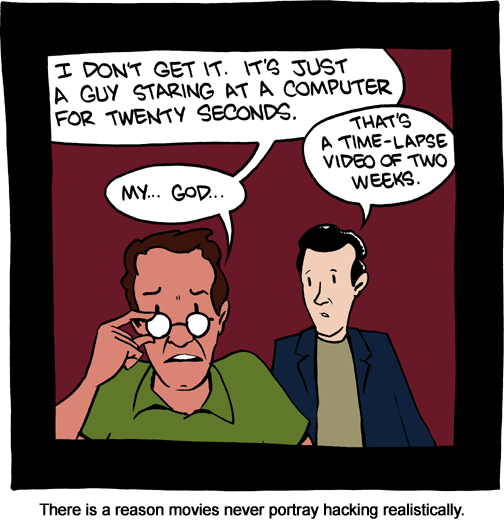 I DON'T GET IT. IT'S JUST
A GUY STARING AT A COMPUTER
FOR TWENTY SECONDS.
THAT'S
A TIME-LAPSE
VIDEO OF TWO
WEEKS.
MY... GOD...
There is a reason movies never portray hacking realistically.